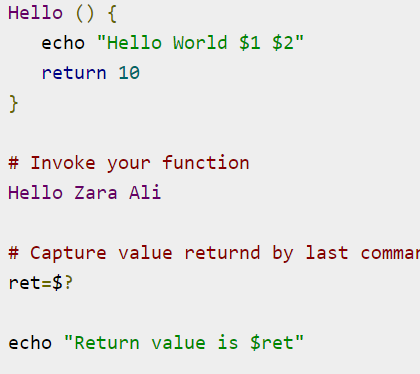 Hello () {
echo "Hello World $1 $2"
return 10
}
# Invoke your function
Hello Zara Ali
# Capture value returnd by last
ret=$?
echo "Return value is $ret"